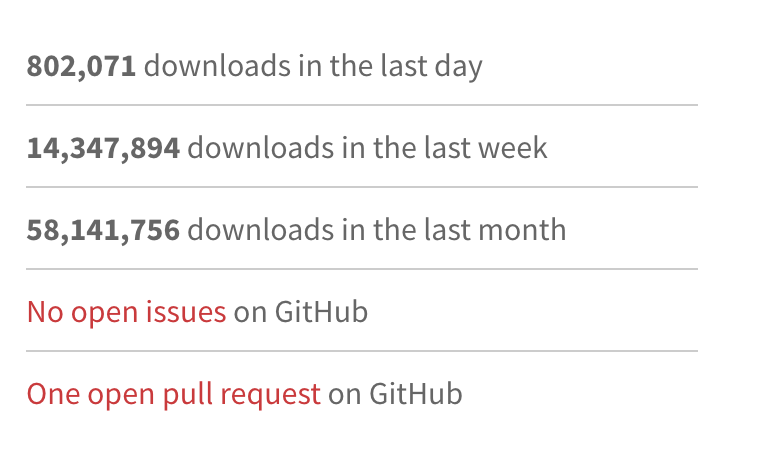 802,071 downloads in the last day
14,347,894 downloads in the last week
58,141,756 downloads in the last month
No open issues on GitHub
One open pull request on GitHub